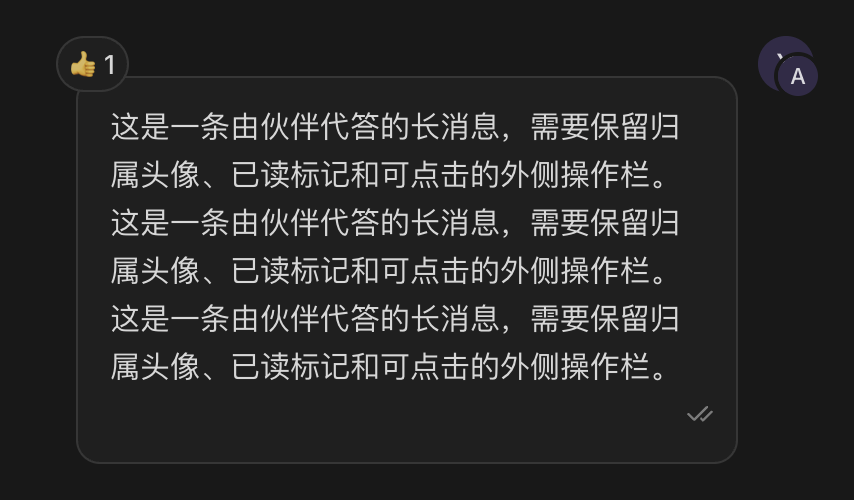 👍 1
A
这是一条由伙伴代答的长消息，需要保留归
属头像、已读标记和可点击的外侧操作栏。
这是一条由伙伴代答的长消息，需要保留归
属头像、已读标记和可点击的外侧操作栏。
这是一条由伙伴代答的长消息，需要保留归
属头像、已读标记和可点击的外侧操作栏。